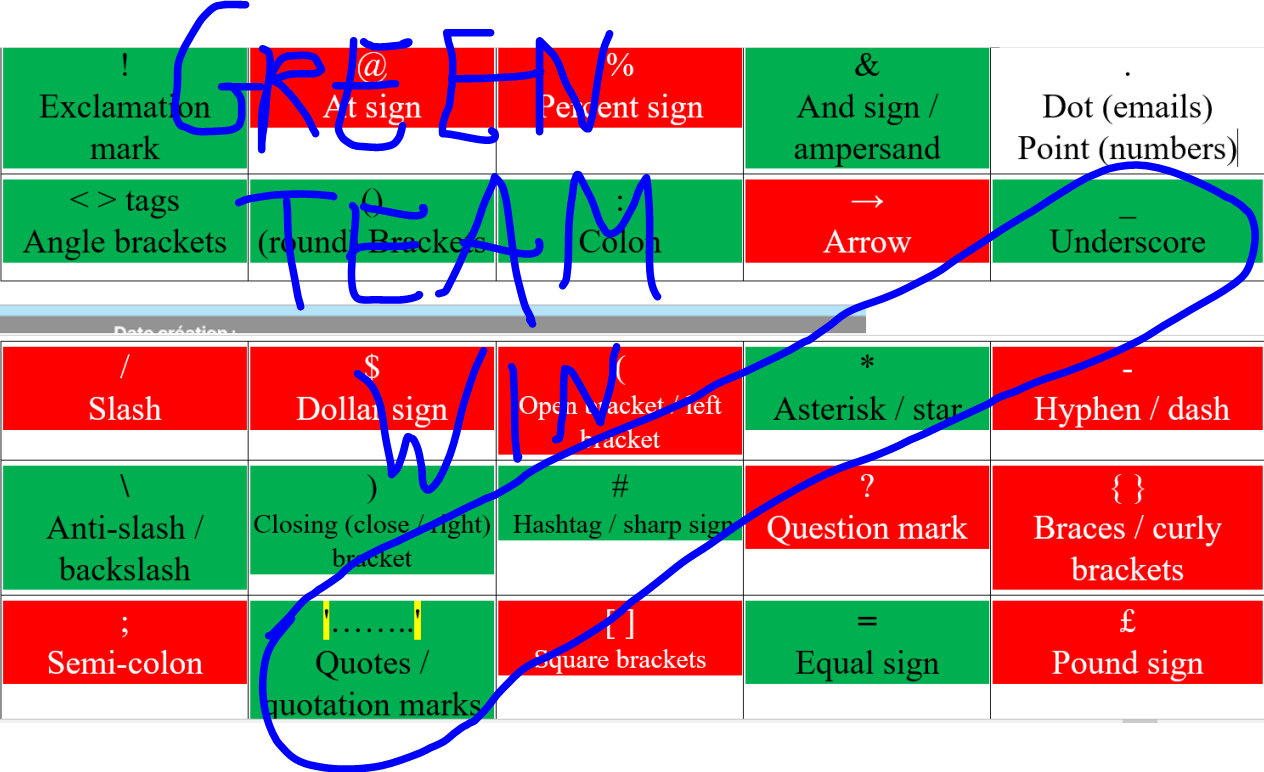 GREEN
TEAM
WIN
! @ % & .
Exclamation mark At sign Percent sign And sign / ampersand Dot (emails) Point (numbers)
< > tags () : → _
Angle brackets (round) Brackets Colon Arrow Underscore
Date création :
/ $ ( * -
Slash Dollar sign Open bracket / left bracket Asterisk / star Hyphen / dash
\ ) # ? { }
Anti-slash / backslash Closing (close / right) bracket Hashtag / sharp sign Question mark Braces / curly brackets
; '........' [ ] = £
Semi-colon Quotes / quotation marks Square brackets Equal sign Pound sign